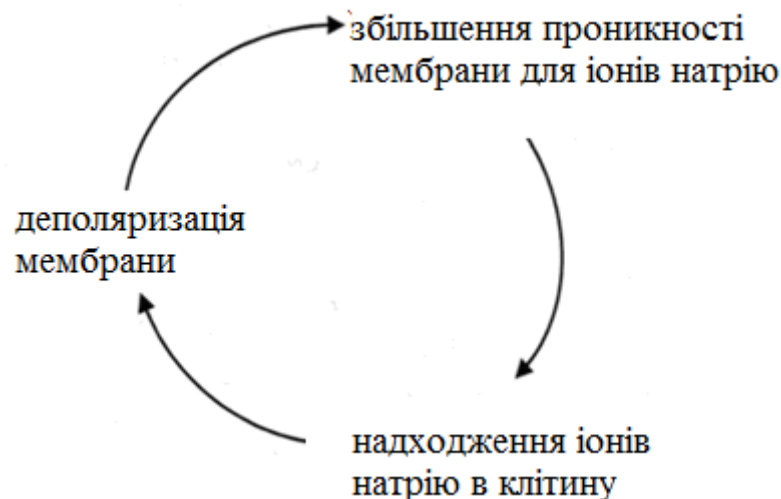 збільшення проникності
мембрани для іонів натрію
деполяризація
мембрани
надходження іонів
натрію в клітину